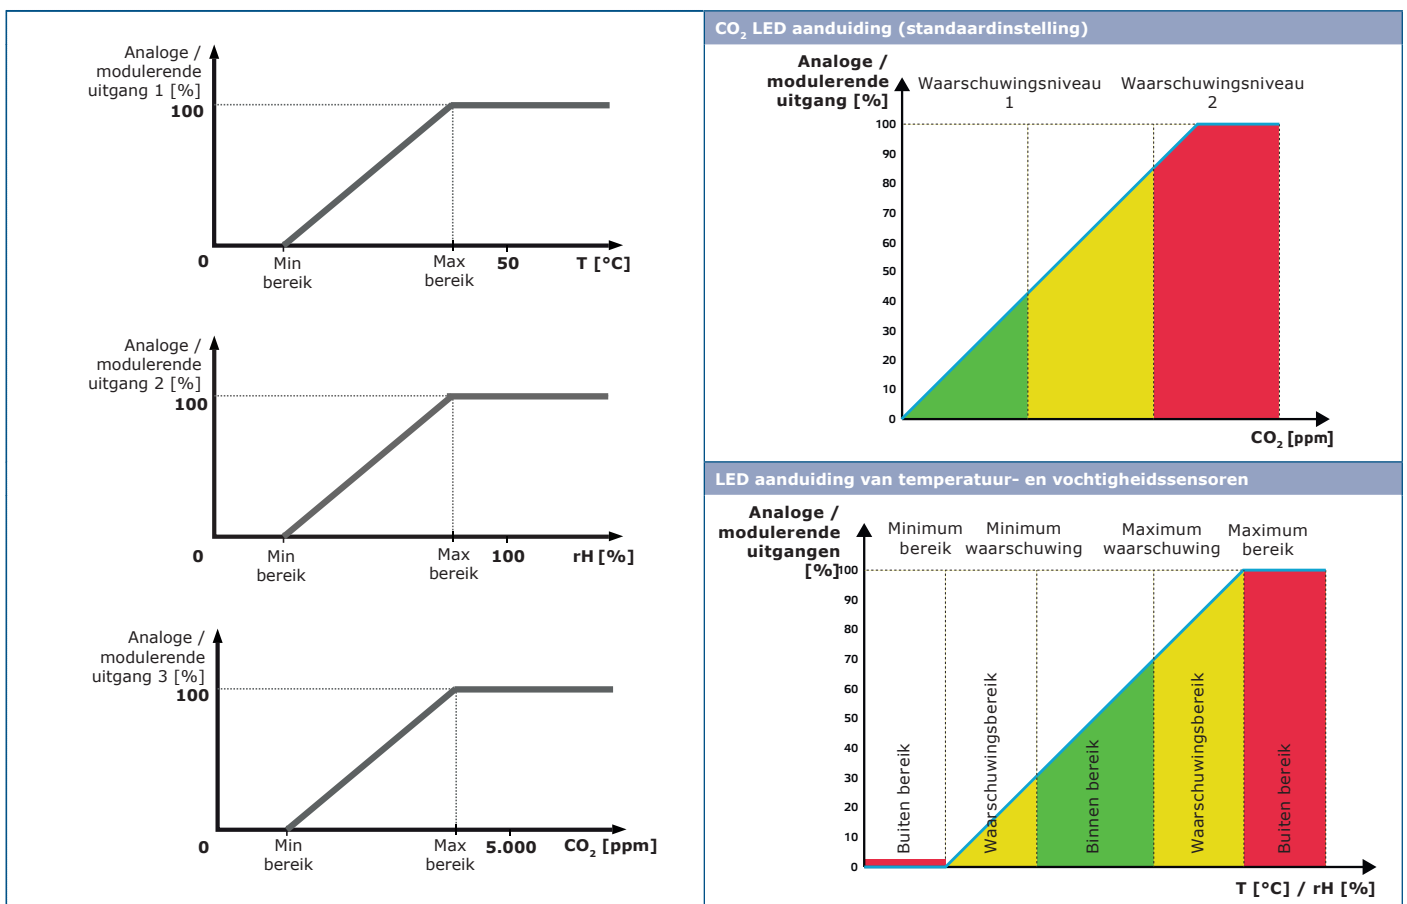 Analoge /
modulerende
uitgang 1 [%]
100
0
Min
bereik
Max
bereik
50
T [°C]
Analoge /
modulerende
uitgang 2 [%]
100
0
Min
bereik
Max
bereik
100
rH [%]
Analoge /
modulerende
uitgang 3 [%]
100
0
Min
bereik
Max
bereik
5.000
CO₂ [ppm]
CO₂ LED aanduiding (standaardinstelling)
Analoge /
modulerende
uitgang [%]
Waarschuwingsniveau
1
Waarschuwingsniveau
2
100
90
80
70
60
50
40
30
20
10
0
CO₂ [ppm]
LED aanduiding van temperatuur- en vochtigheidssensoren
Analoge /
modulerende
uitgangen
[%]
Minimum
bereik
Minimum
waarschuwing
Maximum
waarschuwing
Maximum
bereik
100
90
80
70
60
50
40
30
20
10
0
Buiten bereik
Waarschuwingsbereik
Binnen bereik
Waarschuwingsbereik
Buiten bereik
T [°C] / rH [%]